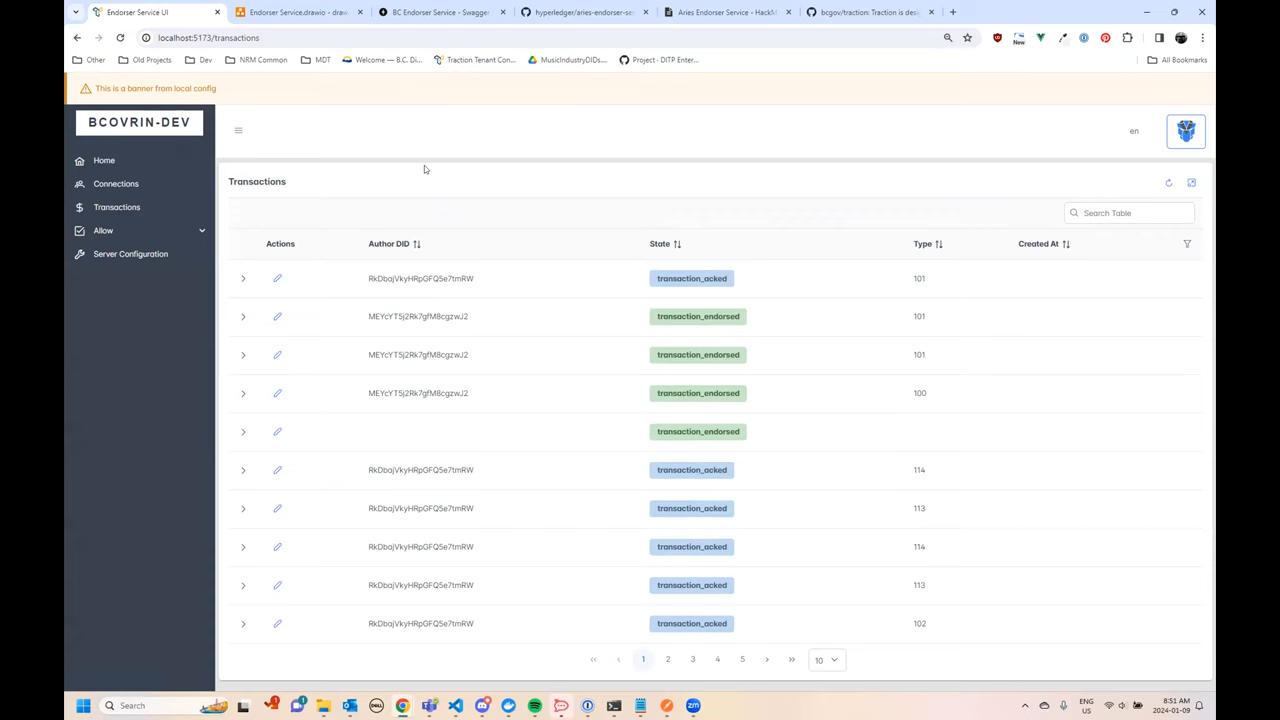 Endorser Service UI
Endorser Service.drawio - draw
BC Endorser Service - Swagger
hyperledger/aries-endorser-se
Aries Endorser Service - HackM
bcgov/traction: Traction is desig
localhost:5173/transactions
New
Other
Old Projects
Dev
NRM Common
MDT
Welcome — B.C. Di...
Traction Tenant Con...
MusicIndustryDIDs....
Project - DITP Enter...
All Bookmarks
This is a banner from local config
BCOVRIN-DEV
en
Home
Connections
Transactions
Allow
Server Configuration
Transactions
Search Table
Actions Author DID State Type Created At
RkDbajVkyHRpGFQ5e7tmRW transaction_acked 101
MEYcYT5j2Rk7gfM8cgzwJ2 transaction_endorsed 101
MEYcYT5j2Rk7gfM8cgzwJ2 transaction_endorsed 101
MEYcYT5j2Rk7gfM8cgzwJ2 transaction_endorsed 100
transaction_endorsed
RkDbajVkyHRpGFQ5e7tmRW transaction_acked 114
RkDbajVkyHRpGFQ5e7tmRW transaction_acked 113
RkDbajVkyHRpGFQ5e7tmRW transaction_acked 114
RkDbajVkyHRpGFQ5e7tmRW transaction_acked 113
RkDbajVkyHRpGFQ5e7tmRW transaction_acked 102
1 2 3 4 5 10
Search
DELL
zm
ENG
US
8:51 AM
2024-01-09